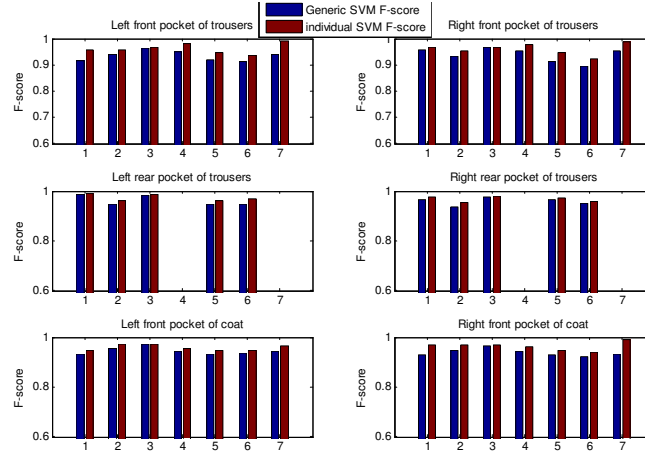 Generic SVM F-score
individual SVM F-score
Left front pocket of trousers
F-score
1
0.9
0.8
0.7
0.6
1 2 3 4 5 6 7
Right front pocket of trousers
F-score
1
0.9
0.8
0.7
0.6
1 2 3 4 5 6 7
Left rear pocket of trousers
F-score
1
0.8
0.6
1 2 3 4 5 6 7
Right rear pocket of trousers
F-score
1
0.8
0.6
1 2 3 4 5 6 7
Left front pocket of coat
F-score
1
0.8
0.6
1 2 3 4 5 6 7
Right front pocket of coat
F-score
1
0.8
0.6
1 2 3 4 5 6 7